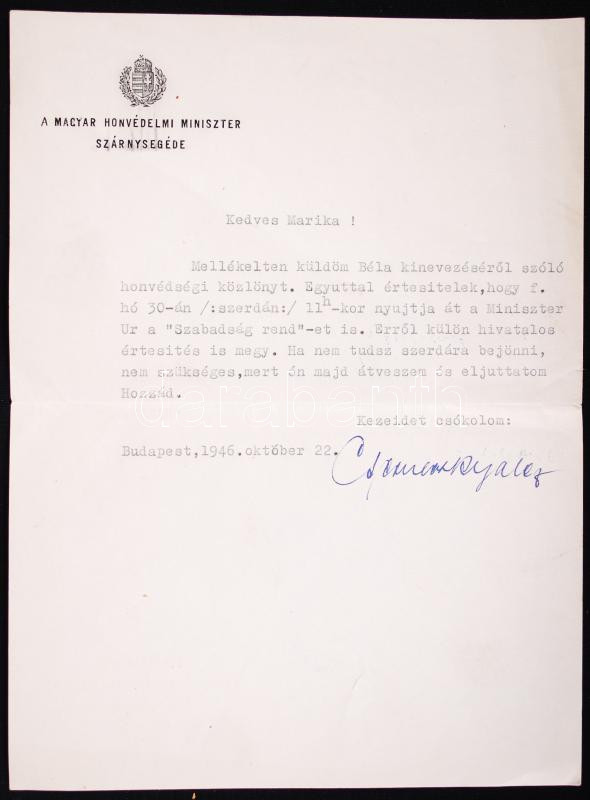 A MAGYAR HONVÉDELMI MINISZTER
SZÁRNYSEGÉDE
Kedves Marika !
Mellékelten küldöm Béla kinevezéséről szóló
honvédségi közlönyt. Egyuttal értesitelek,hogy f.
hó 30-án /:szerdán:/ 11h-kor nyujtja át a Miniszter
Ur a "Szabadság rend"-et is. Erről külön hivatalos
értesités is megy. Ha nem tudsz szerdára bejönni,
nem szükséges,mert én majd átveszem és eljuttatom
Hozzád.
darabanth
Kezeidet csókolom:
Budapest,1946.október 22.